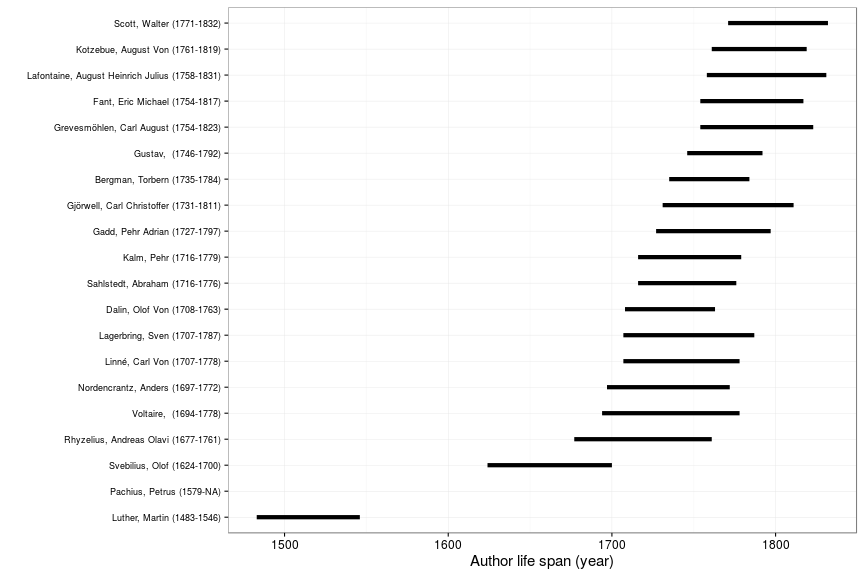 Scott, Walter (1771-1832)
Kotzebue, August Von (1761-1819)
Lafontaine, August Heinrich Julius (1758-1831)
Fant, Eric Michael (1754-1817)
Grevesmöhlen, Carl August (1754-1823)
Gustav,  (1746-1792)
Bergman, Torbern (1735-1784)
Gjörwell, Carl Christoffer (1731-1811)
Gadd, Pehr Adrian (1727-1797)
Kalm, Pehr (1716-1779)
Sahlstedt, Abraham (1716-1776)
Dalin, Olof Von (1708-1763)
Lagerbring, Sven (1707-1787)
Linné, Carl Von (1707-1778)
Nordencrantz, Anders (1697-1772)
Voltaire,  (1694-1778)
Rhyzelius, Andreas Olavi (1677-1761)
Svebilius, Olof (1624-1700)
Pachius, Petrus (1579-NA)
Luther, Martin (1483-1546)
1500 1600 1700 1800
Author life span (year)